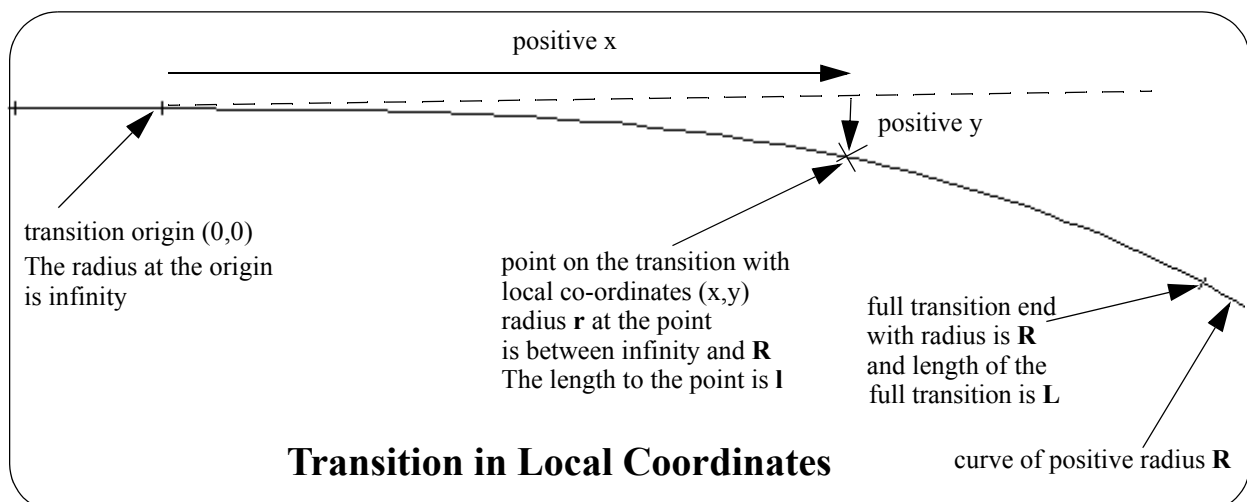 positive x
positive y
transition origin (0,0)
The radius at the origin
is infinity
point on the transition with
local co-ordinates (x,y)
radius r at the point
is between infinity and R
The length to the point is l
full transition end
with radius is R
and length of the
full transition is L
Transition in Local Coordinates
curve of positive radius R